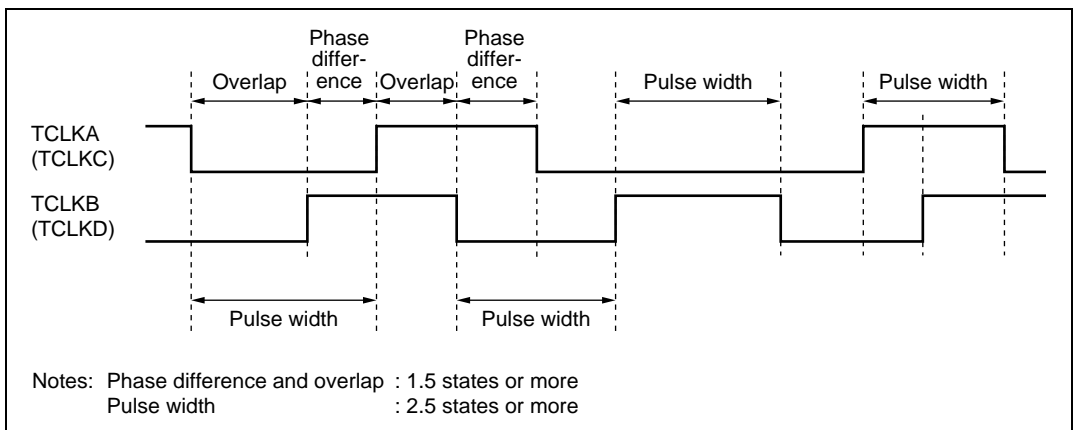 Phase
differ-
ence
Phase
differ-
ence
Overlap
Overlap
Pulse width
Pulse width
TCLKA
(TCLKC)
TCLKB
(TCLKD)
Pulse width
Pulse width
Notes: Phase difference and overlap : 1.5 states or more
Pulse width : 2.5 states or more